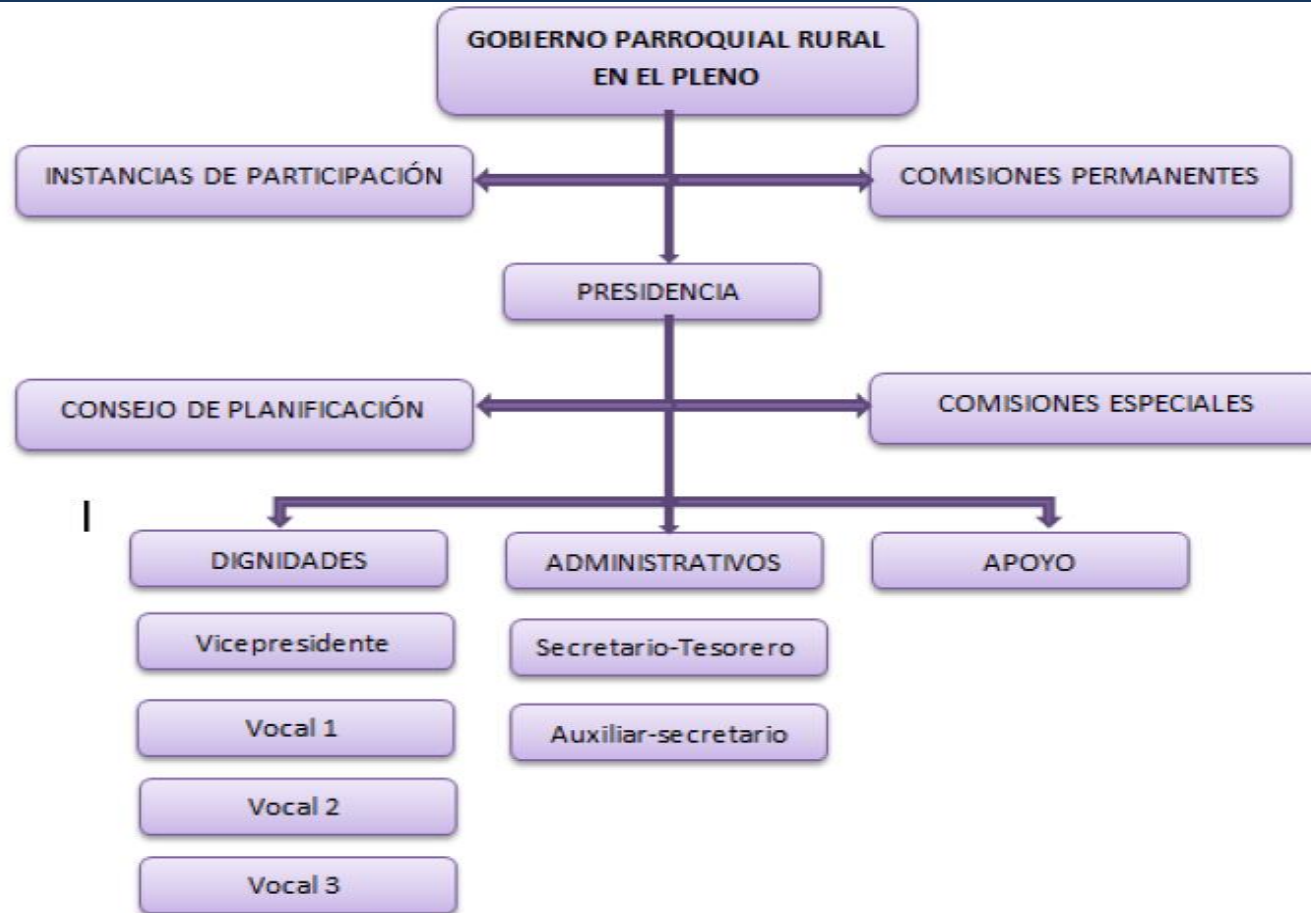 GOBIERNO PARROQUIAL RURAL
EN EL PLENO
INSTANCIAS DE PARTICIPACIÓN
COMISIONES PERMANENTES
PRESIDENCIA
CONSEJO DE PLANIFICACIÓN
COMISIONES ESPECIALES
DIGNIDADES
ADMINISTRATIVOS
APOYO
Vicepresidente
Secretario-Tesorero
Vocal 1
Auxiliar-secretario
Vocal 2
Vocal 3